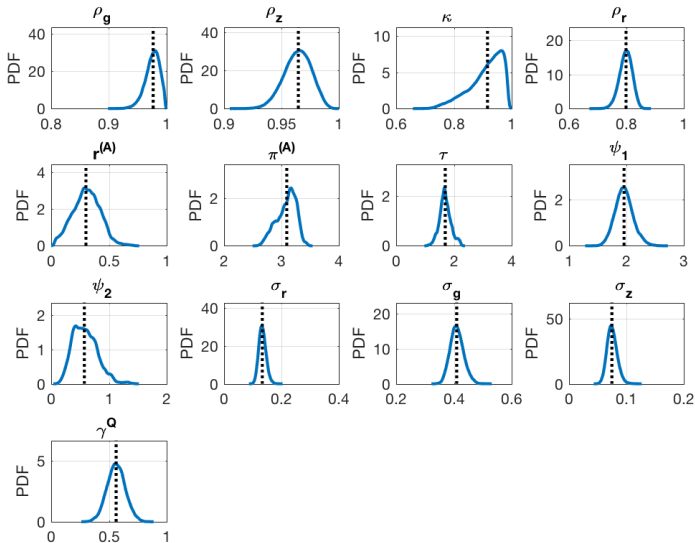 ρg ρz κ ρr
PDF 40 20 0 0.8 0.9 1
PDF 40 20 0 0.9 0.95 1
PDF 10 5 0 0.6 0.8 1
PDF 20 10 0 0.6 0.8 1
r(A) π(A) τ ψ1
PDF 4 2 0 0 0.5 1
PDF 2 0 2 3 4
PDF 2 0 0 2 4
PDF 2 0 1 2 3
ψ2 σr σg σz
PDF 2 1 0 0 1 2
PDF 40 20 0 0 0.2 0.4
PDF 20 10 0 0.2 0.4 0.6
PDF 50 0 0 0.1 0.2
γQ
PDF 5 0 0 0.5 1